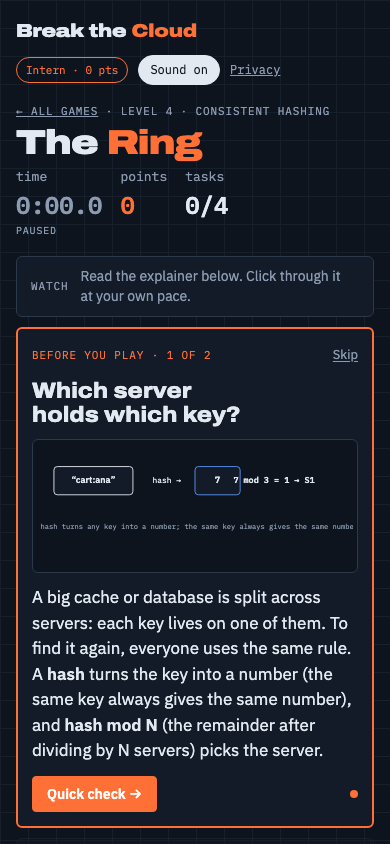 Break the Cloud
Intern · 0 pts
Sound on
Privacy
← ALL GAMES · LEVEL 4 · CONSISTENT HASHING
The Ring
time points tasks
0:00.0 0 0/4
PAUSED
WATCH
Read the explainer below. Click through it
at your own pace.
BEFORE YOU PLAY · 1 OF 2
Skip
Which server
holds which key?
"cart:ana" hash → 7 7 mod 3 = 1 → S1
hash turns any key into a number; the same key always gives the same numbe
A big cache or database is split across
servers: each key lives on one of them. To
find it again, everyone uses the same rule.
A hash turns the key into a number (the
same key always gives the same number),
and hash mod N (the remainder after
dividing by N servers) picks the server.
Quick check →